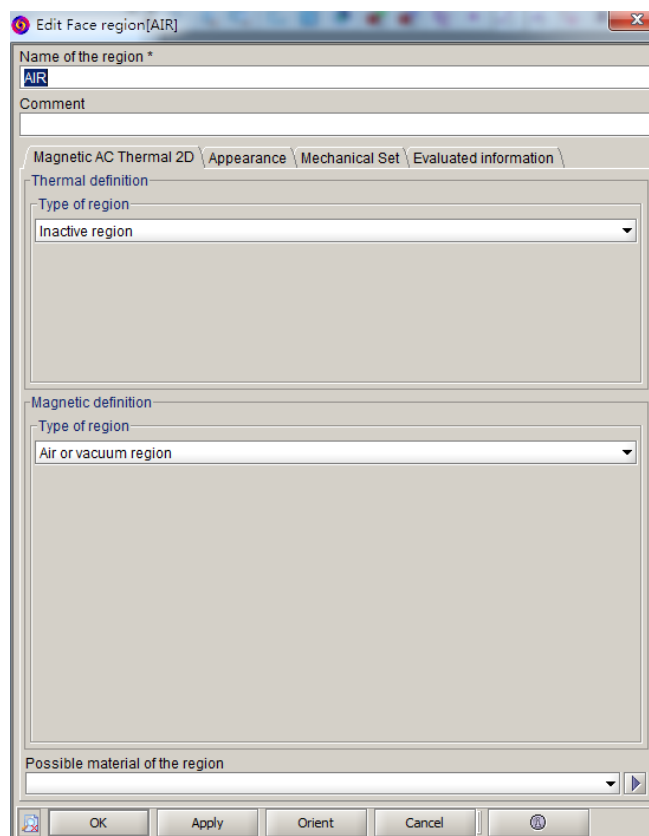 Edit Face region[AIR]
Name of the region *
AIR
Comment
Magnetic AC Thermal 2D Appearance Mechanical Set Evaluated information
Thermal definition
Type of region
Inactive region
Magnetic definition
Type of region
Air or vacuum region
Possible material of the region
OK Apply Orient Cancel